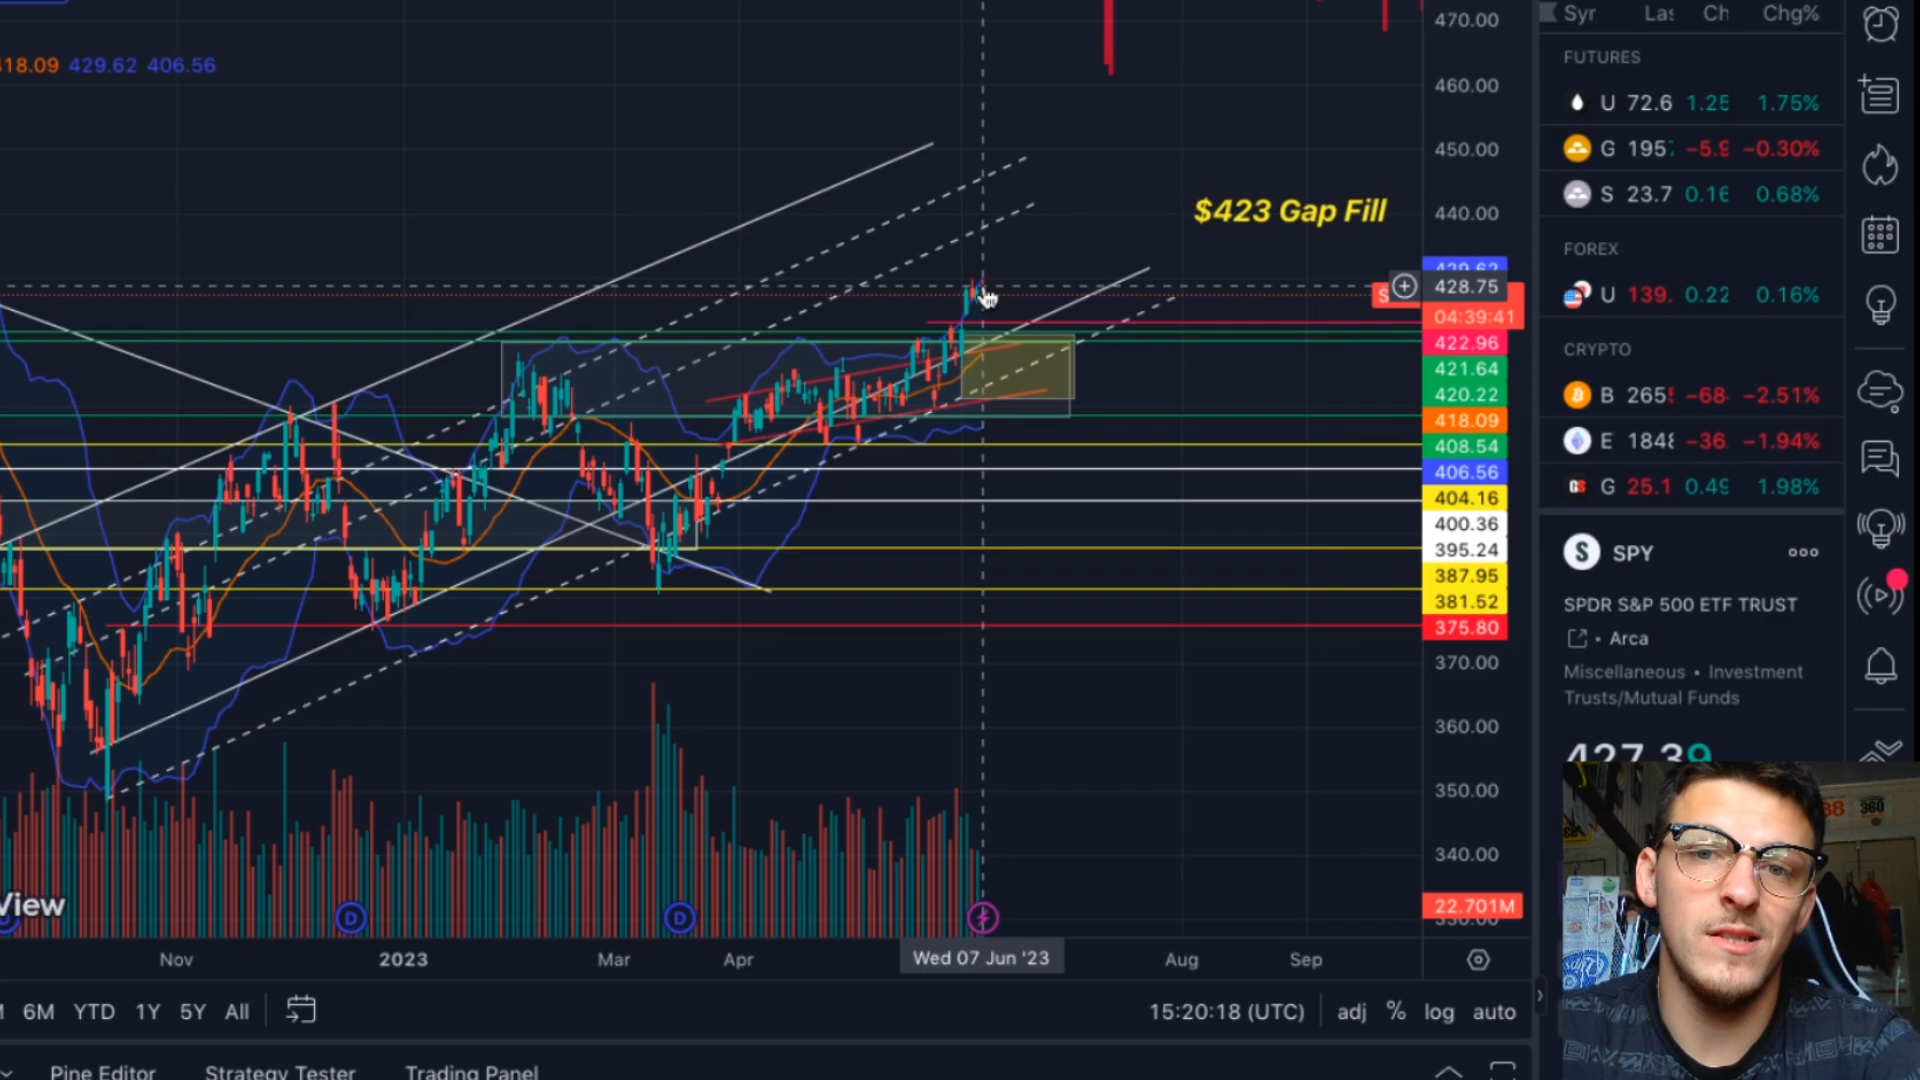 418.09 429.62 406.56
$423 Gap Fill
470.00
460.00
450.00
440.00
429.62
428.75
04:39:41
422.96
421.64
420.22
418.09
408.54
406.56
404.16
400.36
395.24
387.95
381.52
375.80
370.00
360.00
350.00
340.00
22.701M
330.00
View
D D
Nov 2023 Mar Apr Wed 07 Jun '23 Aug Sep
6M YTD 1Y 5Y All 15:20:18 (UTC) adj % log auto
Pine Editor Strategy Tester Trading Panel
Syr Las Ch Chg%
FUTURES
U 72.6 1.25 1.75%
G 1957 −5.9 −0.30%
S 23.7 0.16 0.68%
FOREX
U 139. 0.22 0.16%
CRYPTO
B 265 −68 −2.51%
E 1848 −36. −1.94%
G 25.1 0.49 1.98%
$ SPY
SPDR S&P 500 ETF TRUST
• Arca
Miscellaneous • Investment
Trusts/Mutual Funds
427.39
360